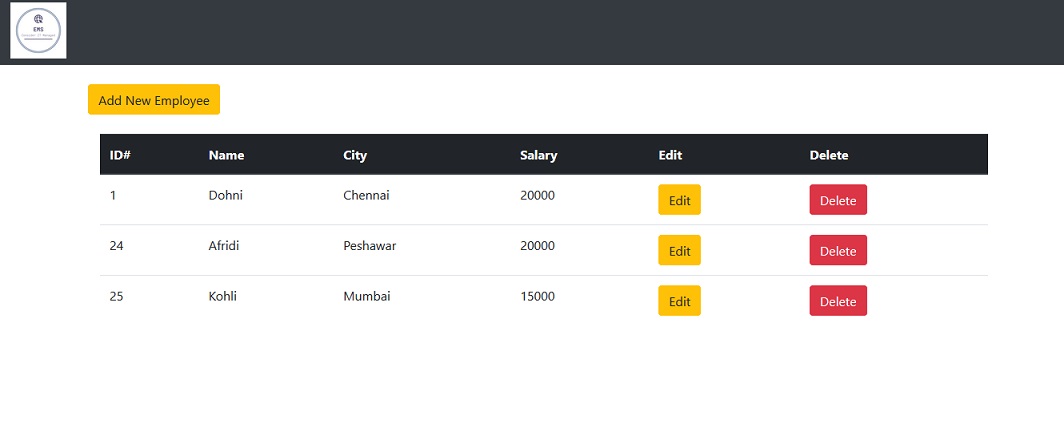 EMS
Add New Employee
ID# Name City Salary Edit Delete
1 Dohni Chennai 20000 Edit Delete
24 Afridi Peshawar 20000 Edit Delete
25 Kohli Mumbai 15000 Edit Delete